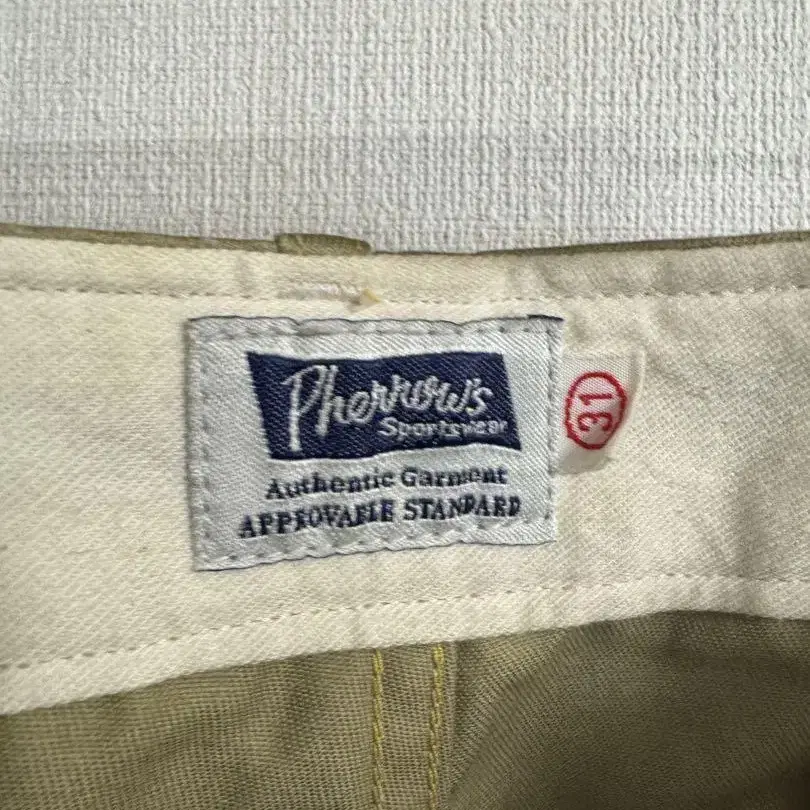 Pherrow's
Sportswear
Authentic Garment
APPROVABLE STANDARD
31